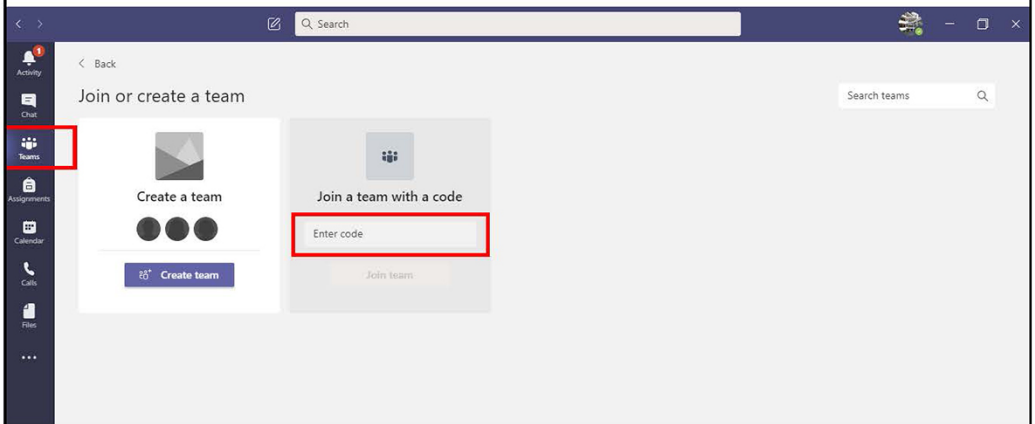 Search
1
Activity
Chat
Teams
Assignments
Calendar
Calls
Files
Back
Join or create a team
Search teams
Create a team
Create team
Join a team with a code
Enter code
Join team